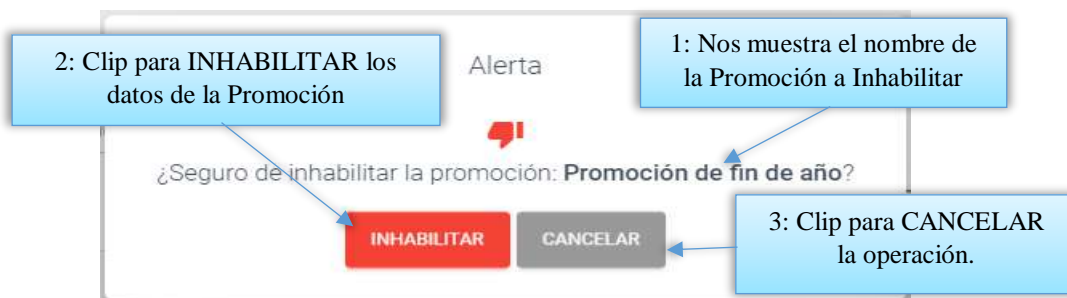 2: Clip para INHABILITAR los
datos de la Promoción
Alerta
1: Nos muestra el nombre de
la Promoción a Inhabilitar
¿Seguro de inhabilitar la promoción: Promoción de fin de año?
INHABILITAR
CANCELAR
3: Clip para CANCELAR
la operación.